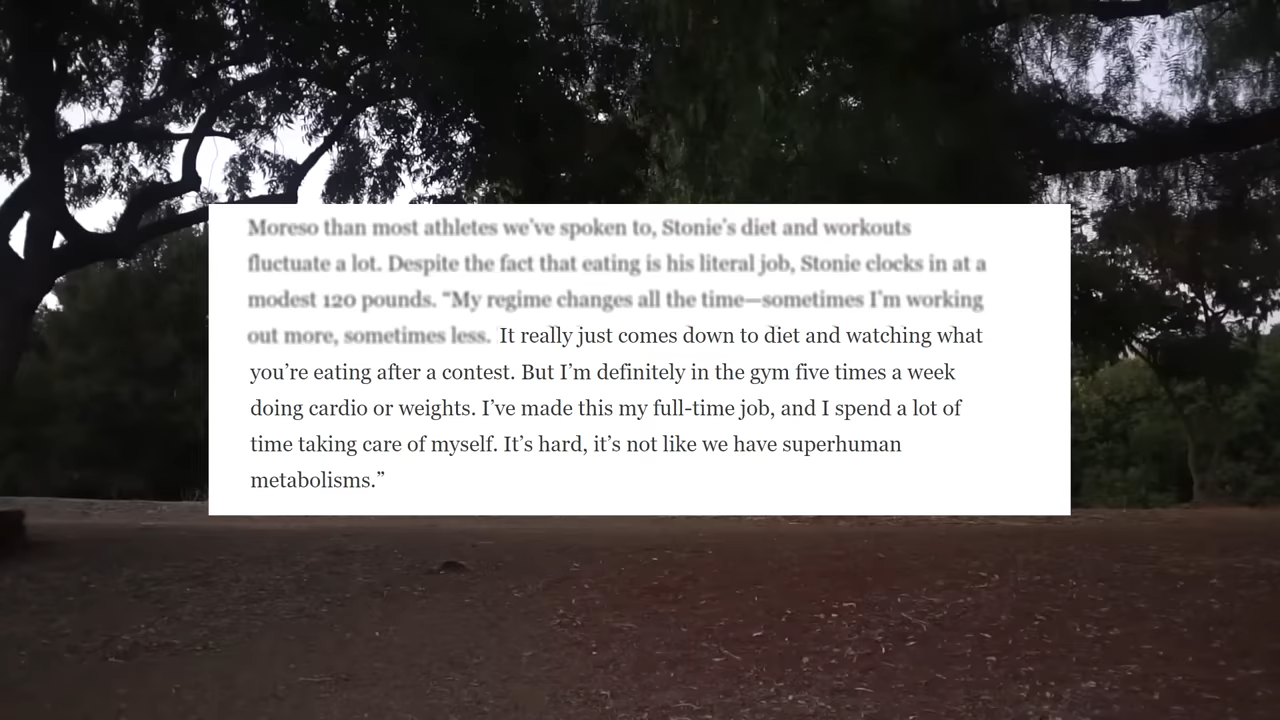 Moreso than most athletes we’ve spoken to, Stonie’s diet and workouts
fluctuate a lot. Despite the fact that eating is his literal job, Stonie clocks in at a
modest 120 pounds. “My regime changes all the time—sometimes I’m working
out more, sometimes less. It really just comes down to diet and watching what
you’re eating after a contest. But I’m definitely in the gym five times a week
doing cardio or weights. I’ve made this my full-time job, and I spend a lot of
time taking care of myself. It’s hard, it’s not like we have superhuman
metabolisms.”